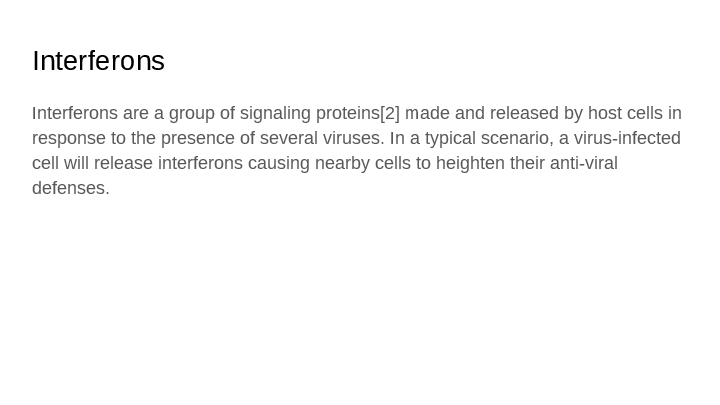 Interferons
Interferons are a group of signaling proteins[2] made and released by host cells in
response to the presence of several viruses. In a typical scenario, a virus-infected
cell will release interferons causing nearby cells to heighten their anti-viral
defenses.